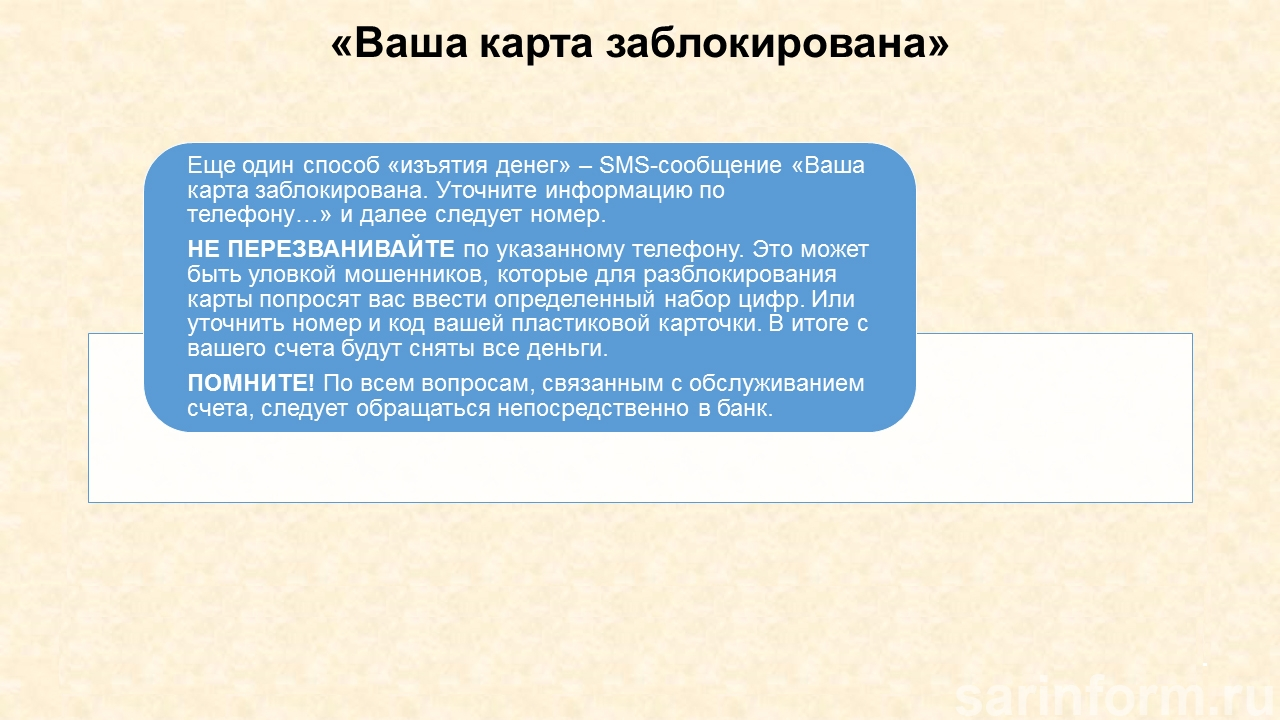 «Ваша карта заблокирована»
Еще один способ «изъятия денег» – SMS-сообщение «Ваша
карта заблокирована. Уточните информацию по
телефону…» и далее следует номер.
НЕ ПЕРЕЗВАНИВАЙТЕ по указанному телефону. Это может
быть уловкой мошенников, которые для разблокирования
карты попросят вас ввести определенный набор цифр. Или
уточнить номер и код вашей пластиковой карточки. В итоге с
вашего счета будут сняты все деньги.
ПОМНИТЕ! По всем вопросам, связанным с обслуживанием
счета, следует обращаться непосредственно в банк.
sarinform.ru